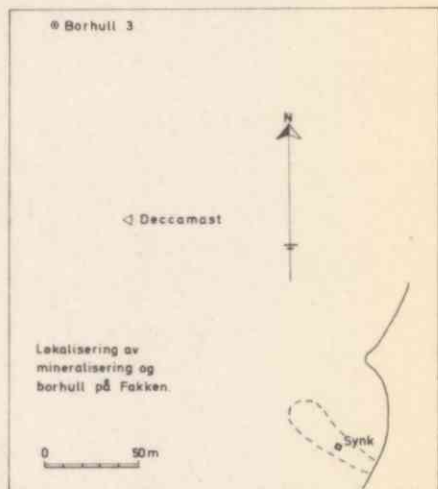 Borhull 3
N
Deccamast
Lokalisering av
mineralisering og
borhull på Fakken.
0 50m
Synk